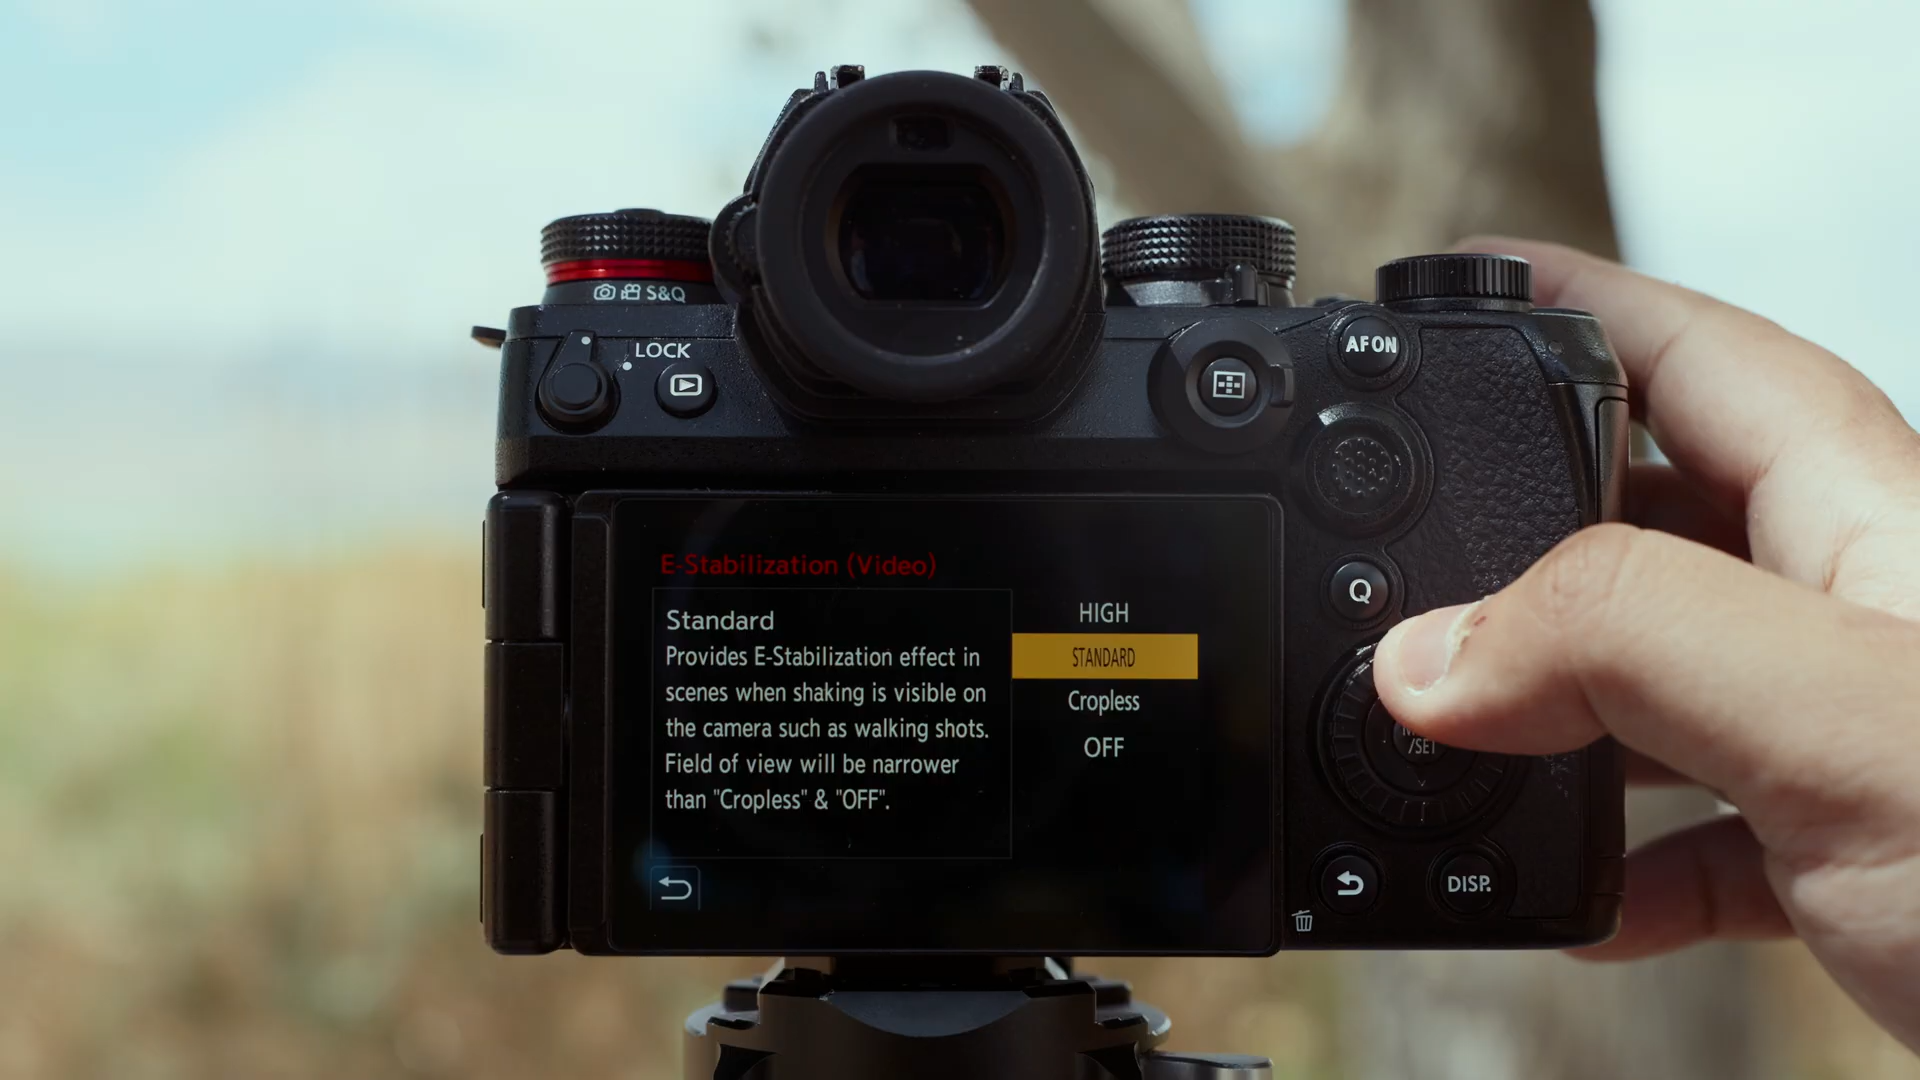 S&Q
LOCK
AF ON
Q
E-Stabilization (Video)
Standard
Provides E-Stabilization effect in
scenes when shaking is visible on
the camera such as walking shots.
Field of view will be narrower
than "Cropless" & "OFF".
HIGH
STANDARD
Cropless
OFF
/SET
DISP.